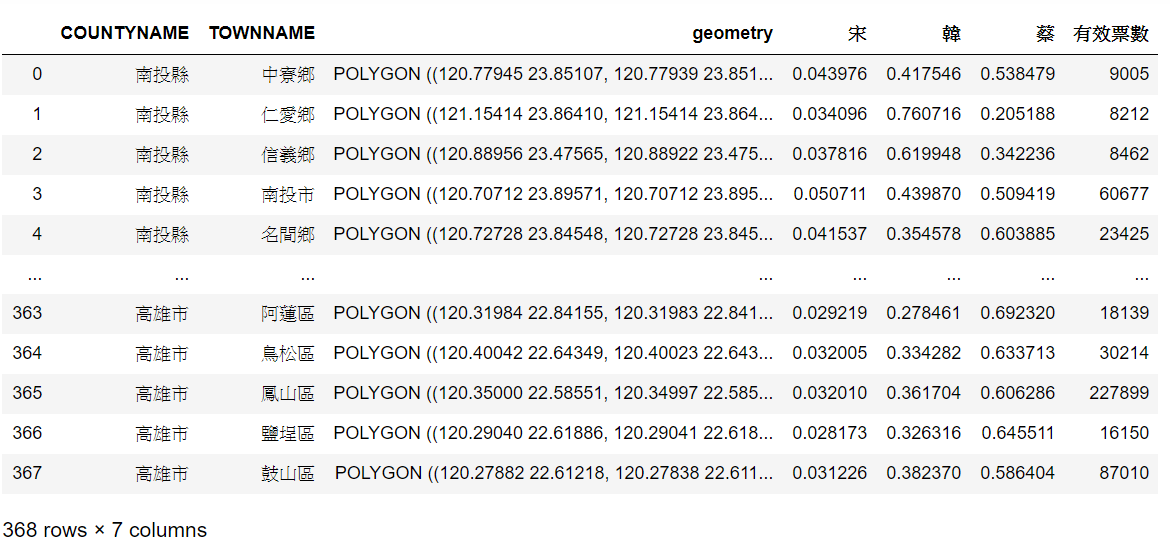 COUNTYNAME TOWNNAME geometry 宋 韓 蔡 有效票數
0 南投縣 中寮鄉 POLYGON ((120.77945 23.85107, 120.77939 23.851... 0.043976 0.417546 0.538479 9005
1 南投縣 仁愛鄉 POLYGON ((121.15414 23.86410, 121.15414 23.864... 0.034096 0.760716 0.205188 8212
2 南投縣 信義鄉 POLYGON ((120.88956 23.47565, 120.88922 23.475... 0.037816 0.619948 0.342236 8462
3 南投縣 南投市 POLYGON ((120.70712 23.89571, 120.70712 23.895... 0.050711 0.439870 0.509419 60677
4 南投縣 名間鄉 POLYGON ((120.72728 23.84548, 120.72728 23.845... 0.041537 0.354578 0.603885 23425
... ... ... ... ... ... ... ...
363 高雄市 阿蓮區 POLYGON ((120.31984 22.84155, 120.31983 22.841... 0.029219 0.278461 0.692320 18139
364 高雄市 鳥松區 POLYGON ((120.40042 22.64349, 120.40023 22.643... 0.032005 0.334282 0.633713 30214
365 高雄市 鳳山區 POLYGON ((120.35000 22.58551, 120.34997 22.585... 0.032010 0.361704 0.606286 227899
366 高雄市 鹽埕區 POLYGON ((120.29040 22.61886, 120.29041 22.618... 0.028173 0.326316 0.645511 16150
367 高雄市 鼓山區 POLYGON ((120.27882 22.61218, 120.27838 22.611... 0.031226 0.382370 0.586404 87010
368 rows × 7 columns